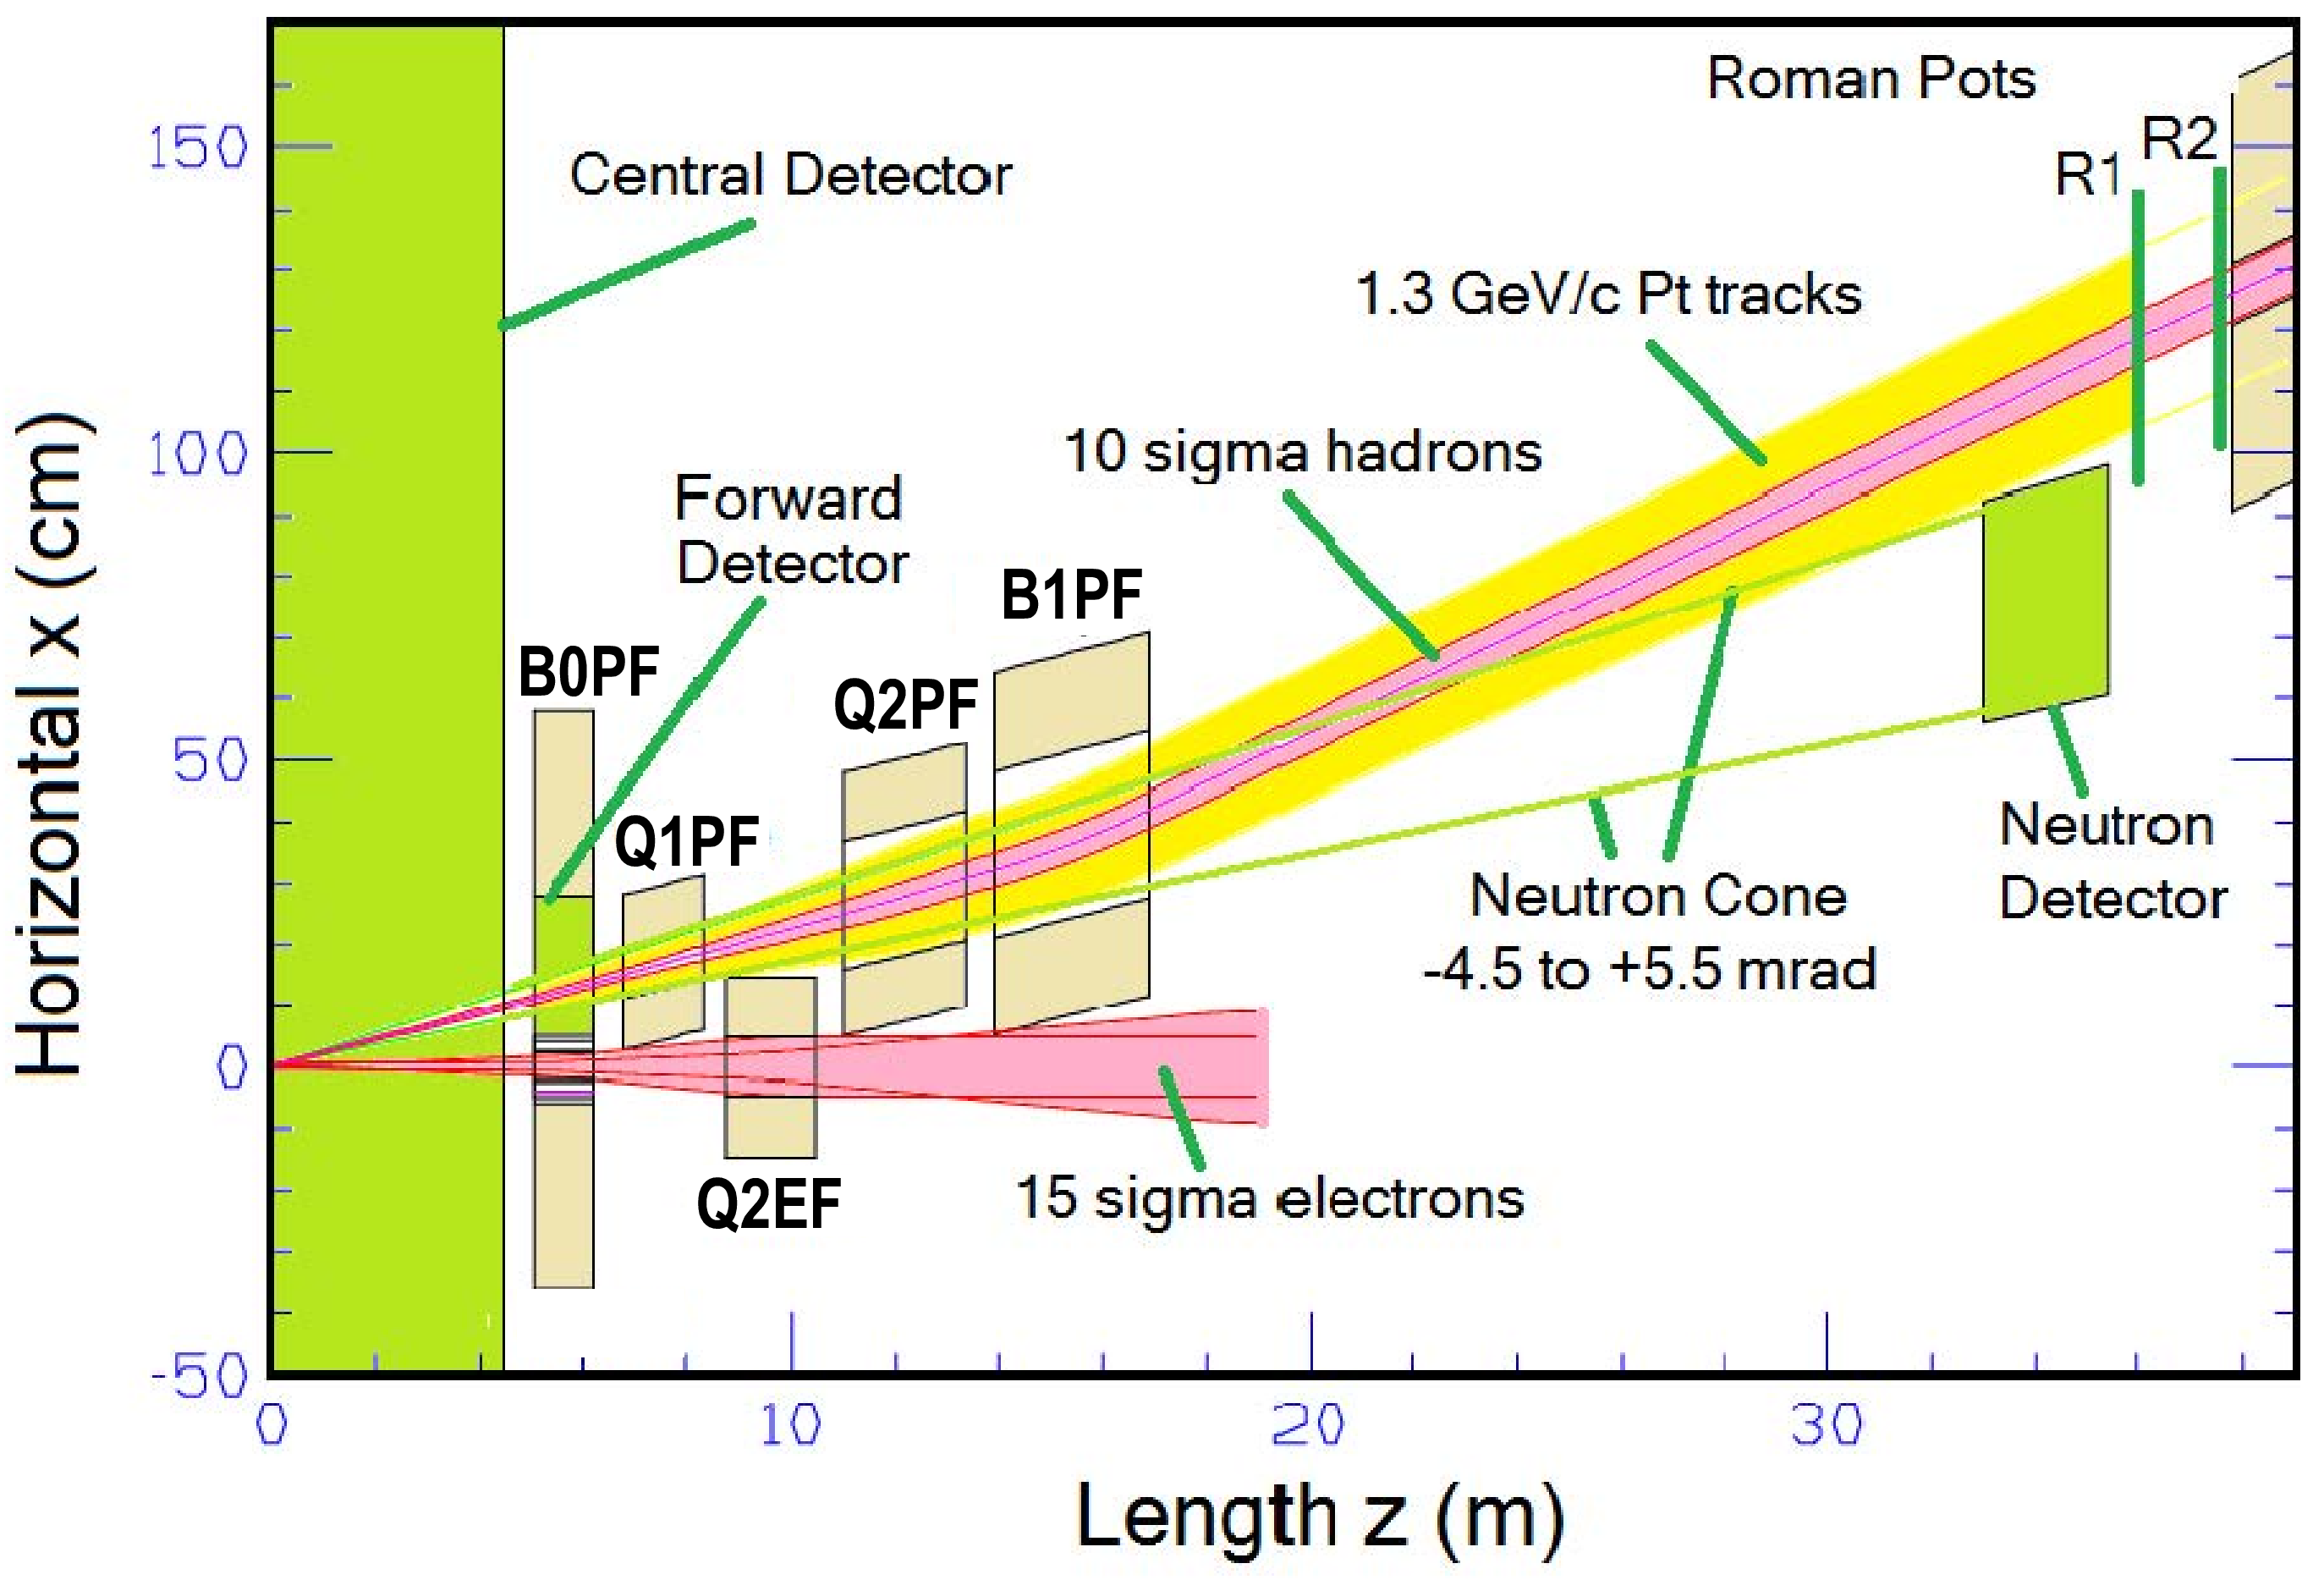 Roman Pots
R2
R1
150
Central Detector
1.3 GeV/c Pt tracks
100
10 sigma hadrons
Forward
Detector
B1PF
B0PF
Q2PF
50
Q1PF
Neutron
Detector
Neutron Cone
-4.5 to +5.5 mrad
0
Q2EF
15 sigma electrons
-50
Horizontal x (cm)
0
10
20
30
Length z (m)